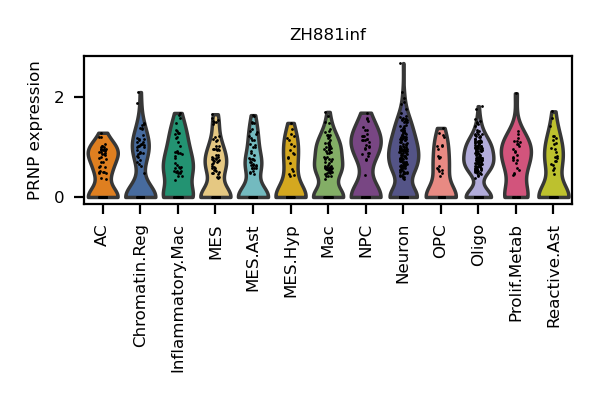 ZH881inf
PRNP expression
2
0
AC
Chromatin.Reg
Inflammatory.Mac
MES
MES.Ast
MES.Hyp
Mac
NPC
Neuron
OPC
Oligo
Prolif.Metab
Reactive.Ast